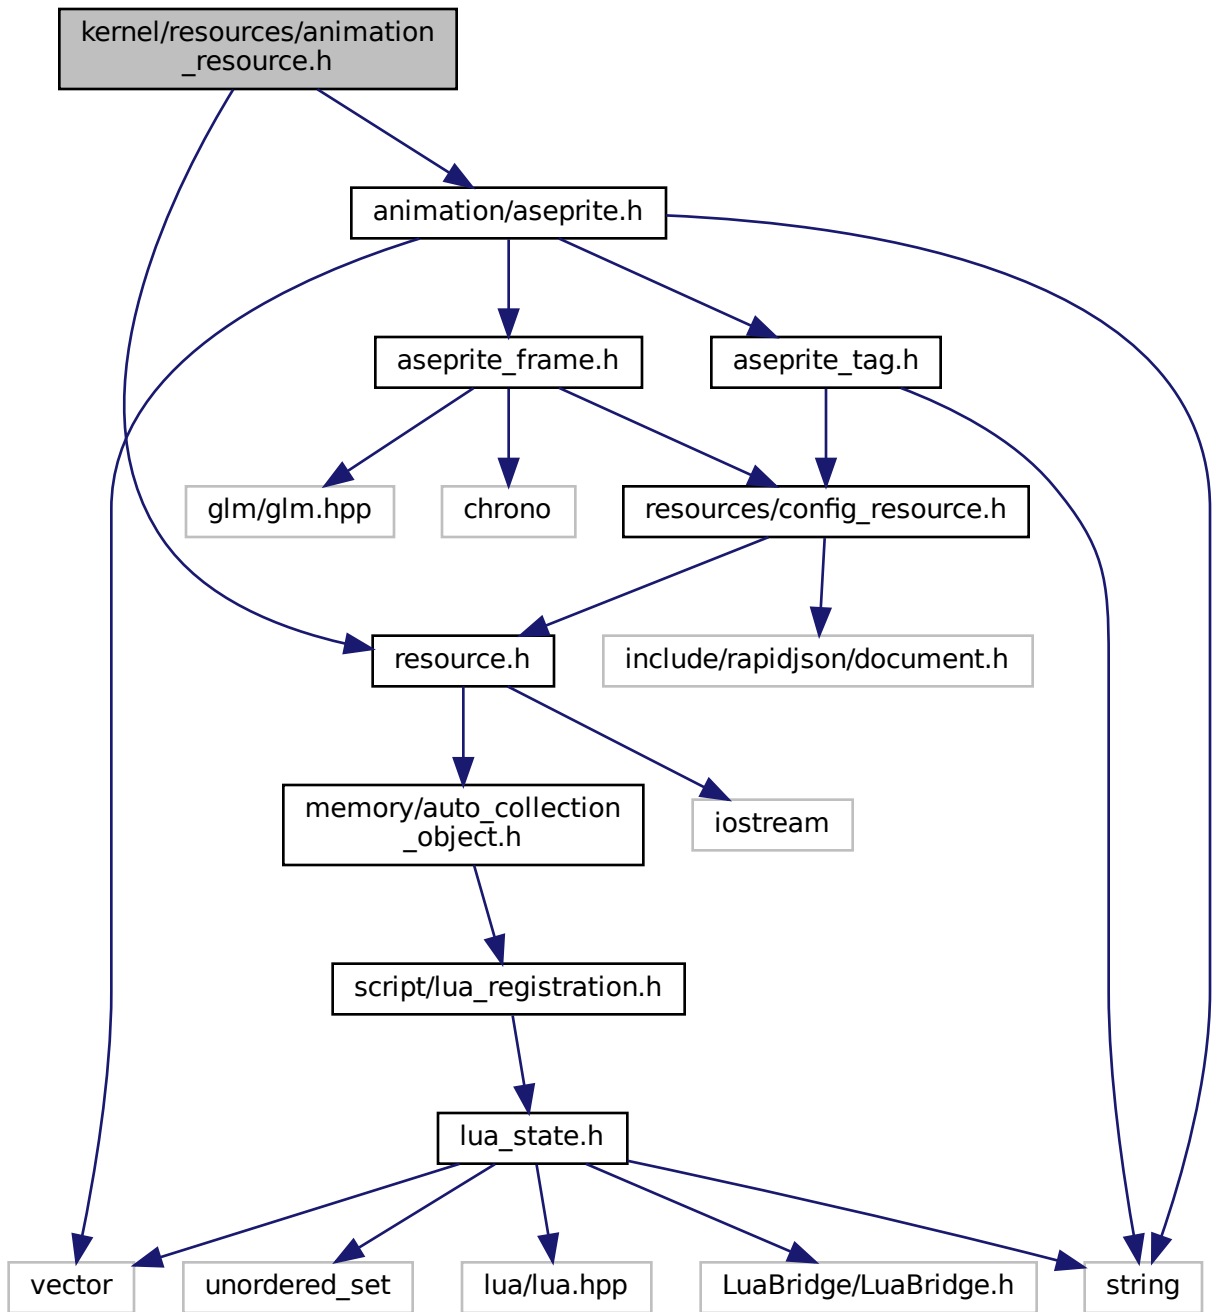 kernel/resources/animation
_resource.h
animation/aseprite.h
aseprite_frame.h
aseprite_tag.h
glm/glm.hpp
chrono
resources/config_resource.h
resource.h
include/rapidjson/document.h
memory/auto_collection
_object.h
iostream
script/lua_registration.h
lua_state.h
vector
unordered_set
lua/lua.hpp
LuaBridge/LuaBridge.h
string